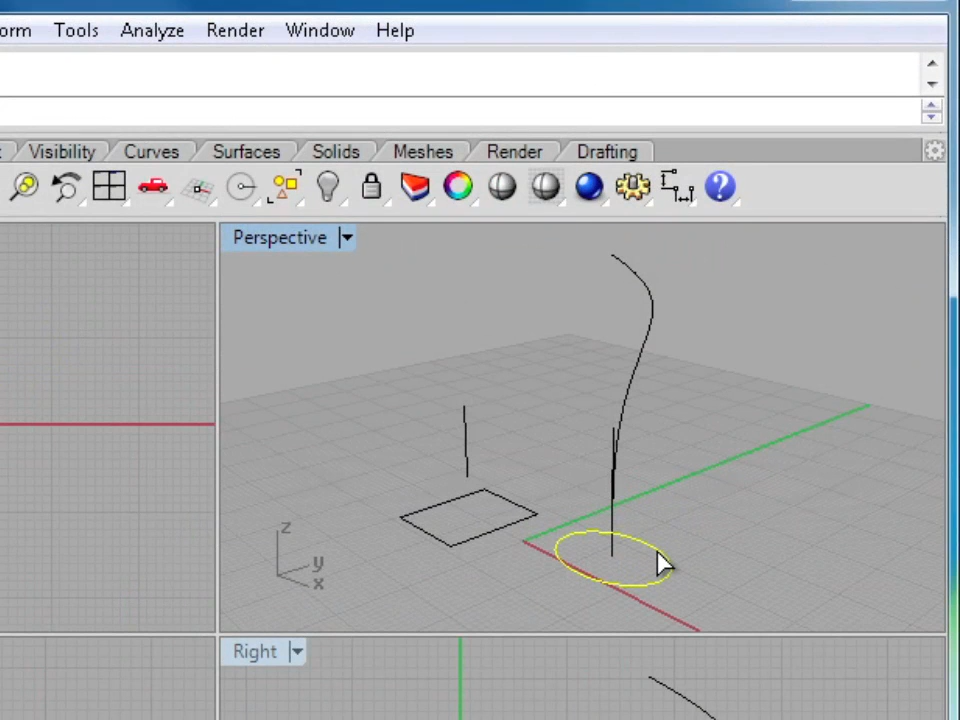 orm Tools Analyze Render Window Help
Visibility Curves Surfaces Solids Meshes Render Drafting
Perspective
z
y
x
Right